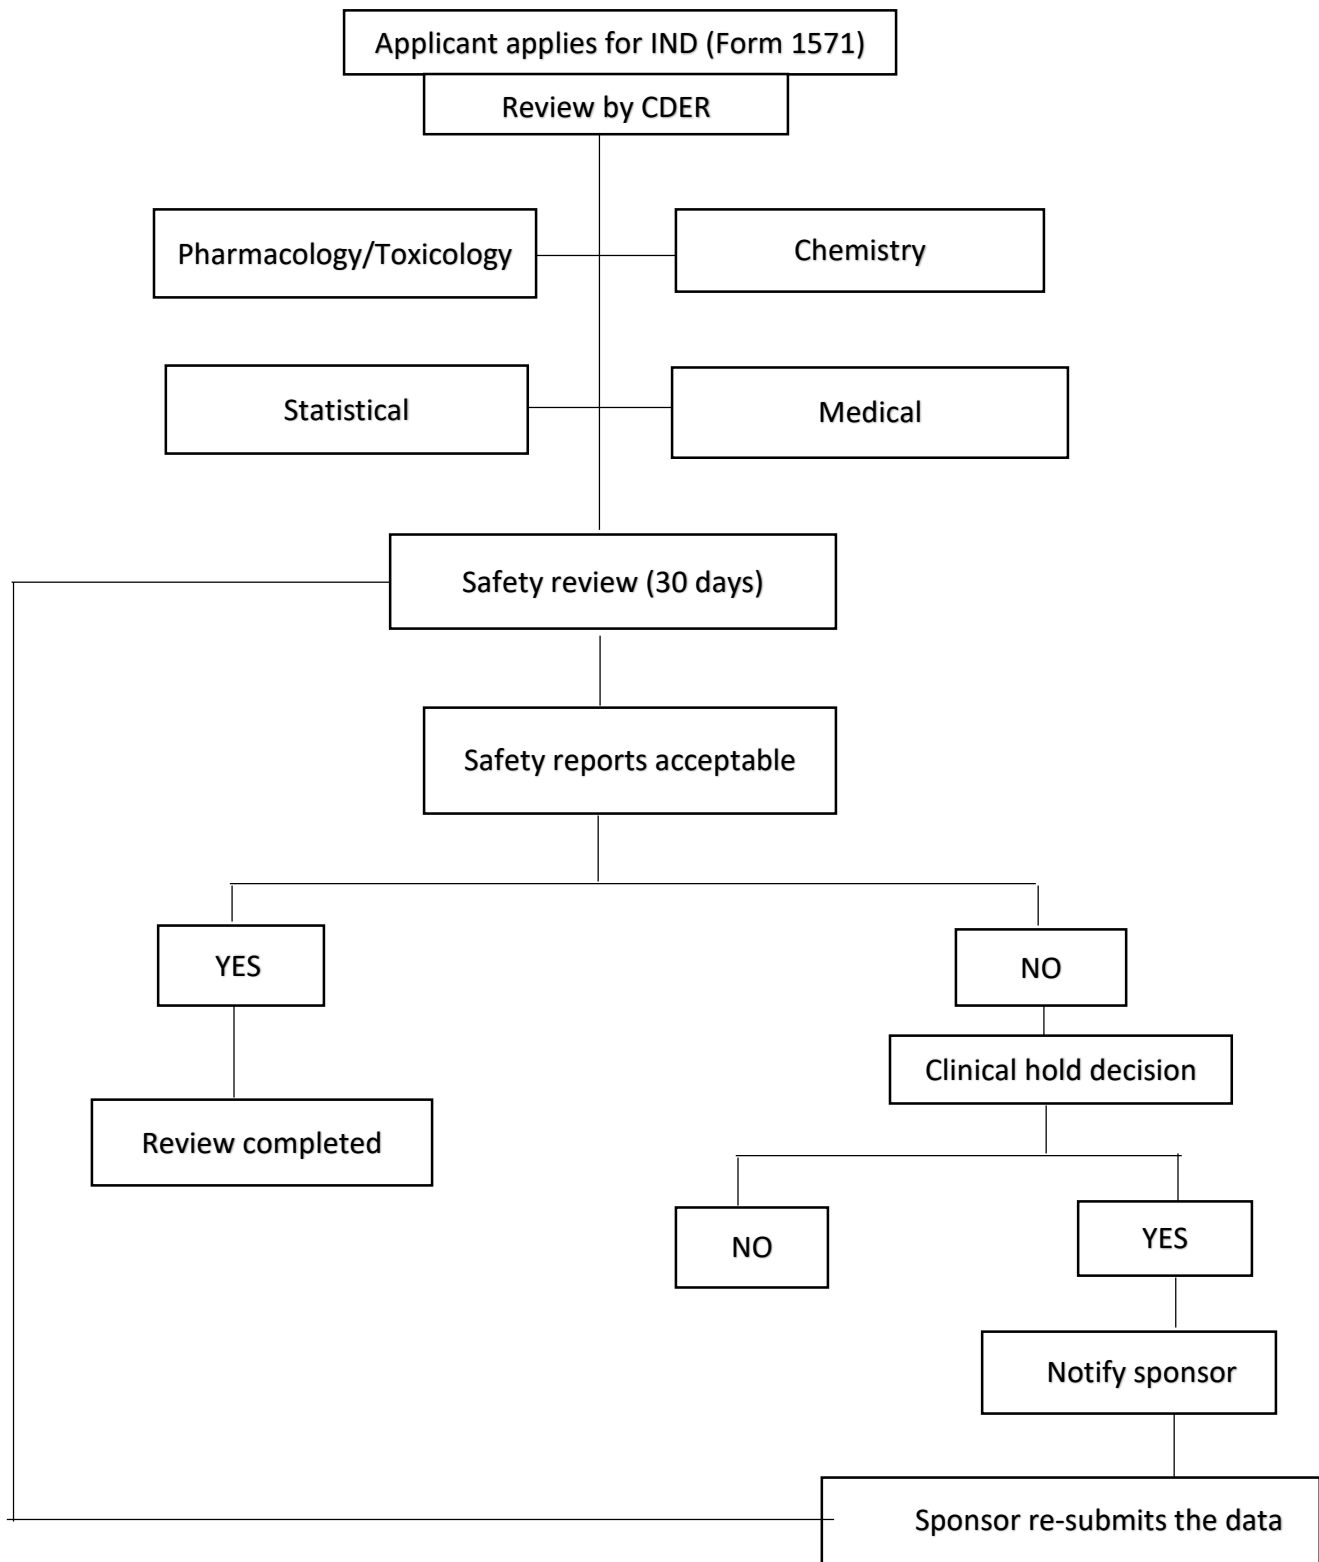 Applicant applies for IND (Form 1571)
Review by CDER
Pharmacology/Toxicology
Chemistry
Statistical
Medical
Safety review (30 days)
Safety reports acceptable
YES
NO
Clinical hold decision
Review completed
NO
YES
Notify sponsor
Sponsor re-submits the data